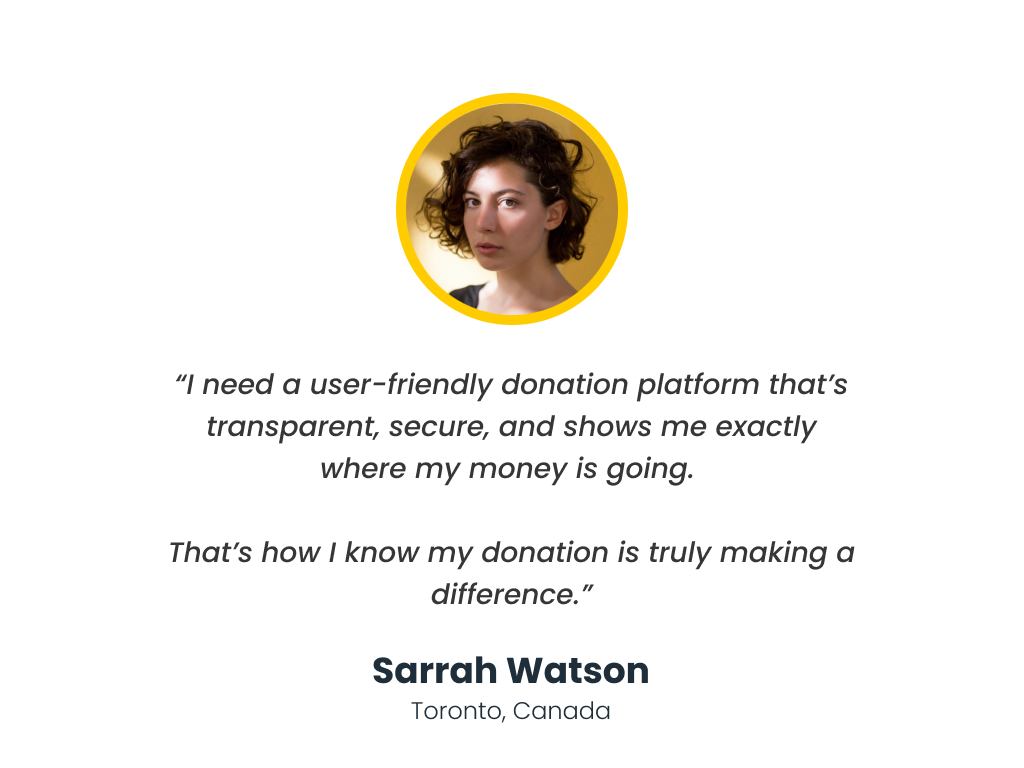 “I need a user-friendly donation platform that’s
transparent, secure, and shows me exactly
where my money is going.
That’s how I know my donation is truly making a
difference.”
Sarrah Watson
Toronto, Canada